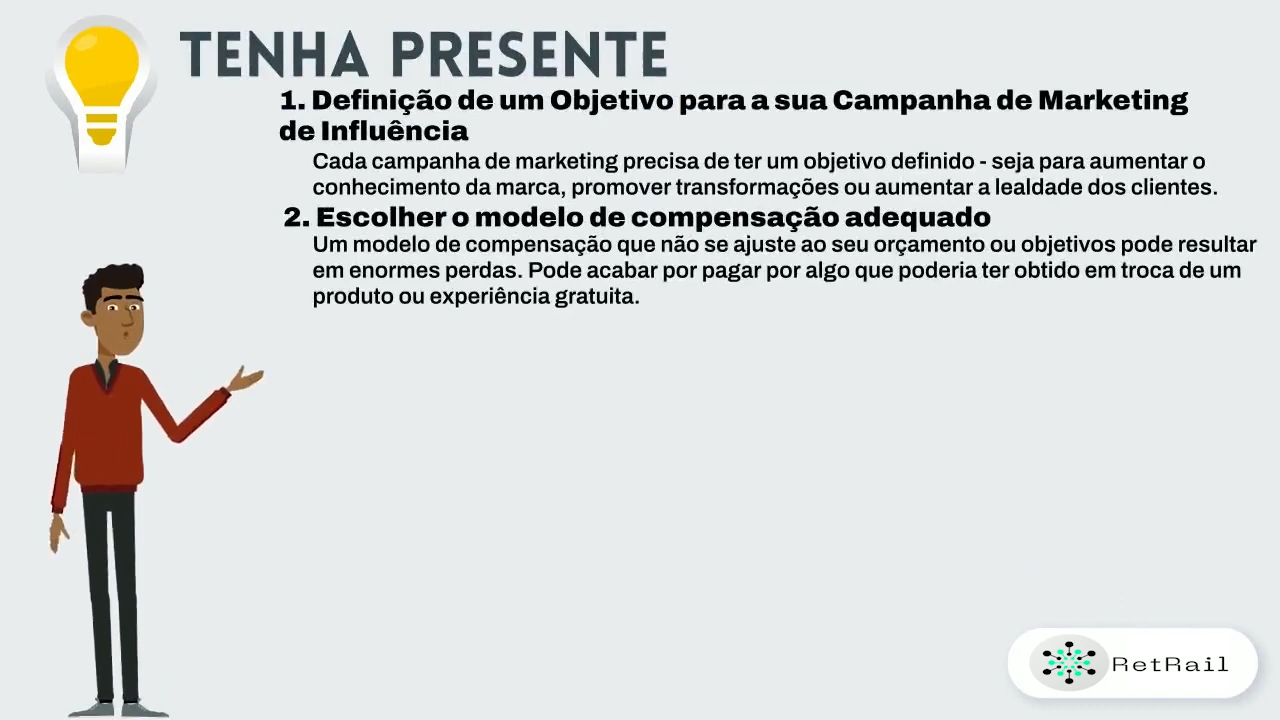 TENHA PRESENTE
1. Definição de um Objetivo para a sua Campanha de Marketing
de Influência
Cada campanha de marketing precisa de ter um objetivo definido - seja para aumentar o
conhecimento da marca, promover transformações ou aumentar a lealdade dos clientes.
2. Escolher o modelo de compensação adequado
Um modelo de compensação que não se ajuste ao seu orçamento ou objetivos pode resultar
em enormes perdas. Pode acabar por pagar por algo que poderia ter obtido em troca de um
produto ou experiência gratuita.
RetRail